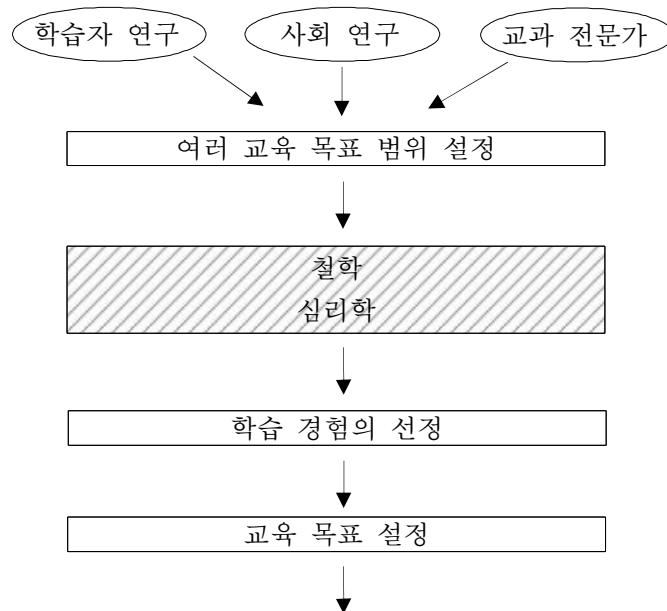 학습자 연구 사회 연구 교과 전문가
여러 교육 목표 범위 설정
철학
심리학
학습 경험의 선정
교육 목표 설정